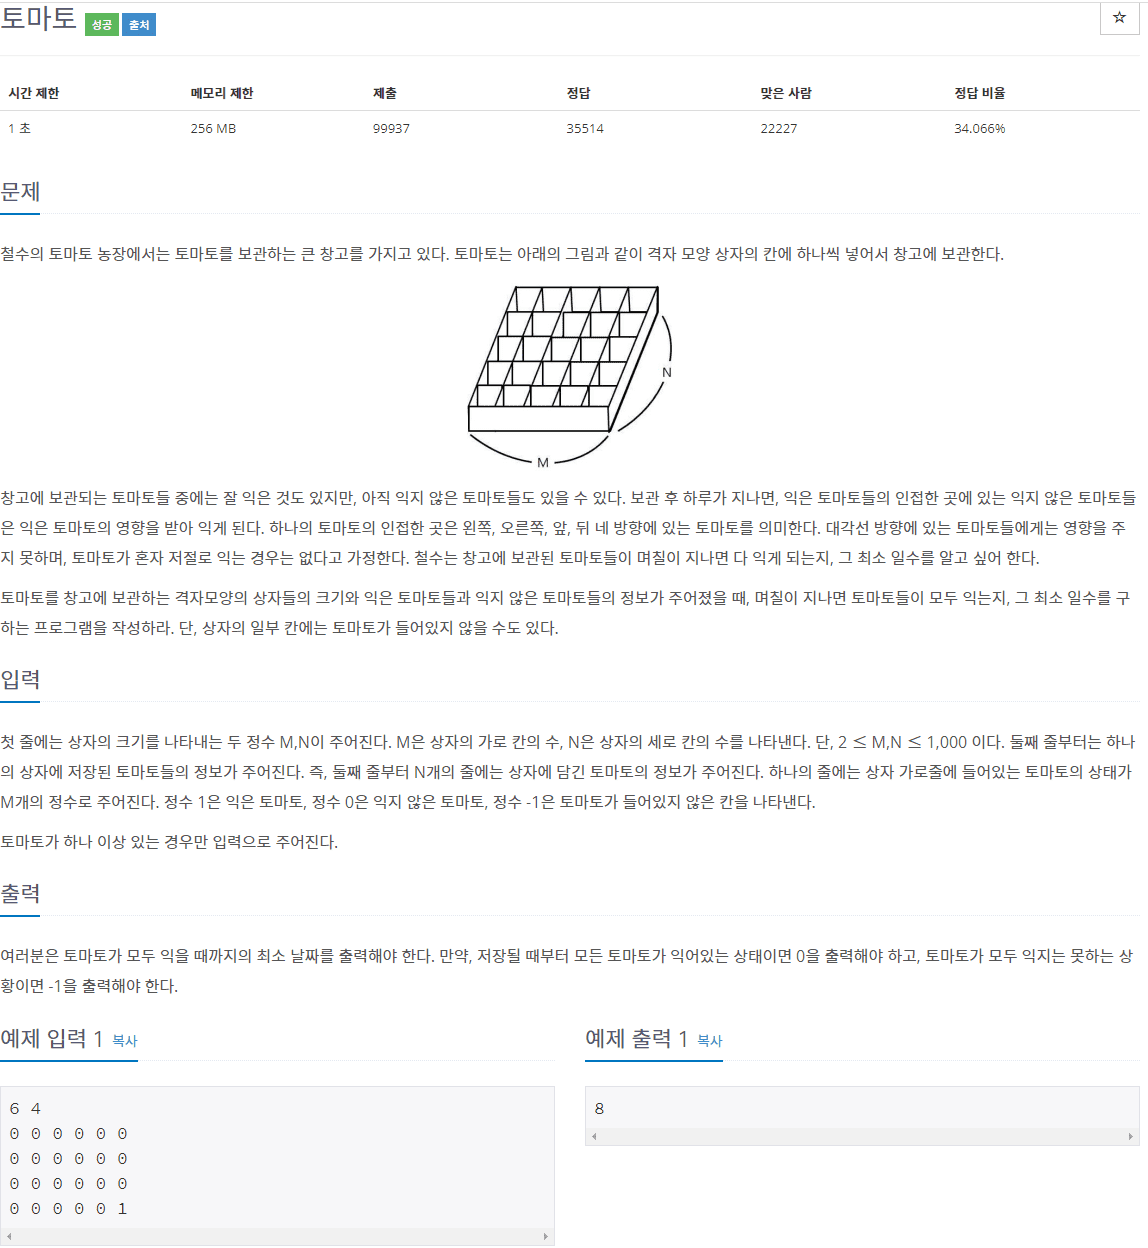 토마토 성공 출처
☆
시간 제한 메모리 제한 제출 정답 맞은 사람 정답 비율
1 초 256 MB 99937 35514 22227 34.066%
문제
철수의 토마토 농장에서는 토마토를 보관하는 큰 창고를 가지고 있다. 토마토는 아래의 그림과 같이 격자 모양 상자의 칸에 하나씩 넣어서 창고에 보관한다.
N
M
창고에 보관되는 토마토들 중에는 잘 익은 것도 있지만, 아직 익지 않은 토마토들도 있을 수 있다. 보관 후 하루가 지나면, 익은 토마토들의 인접한 곳에 있는 익지 않은 토마토들
은 익은 토마토의 영향을 받아 익게 된다. 하나의 토마토의 인접한 곳은 왼쪽, 오른쪽, 앞, 뒤 네 방향에 있는 토마토를 의미한다. 대각선 방향에 있는 토마토들에게는 영향을 주
지 못하며, 토마토가 혼자 저절로 익는 경우는 없다고 가정한다. 철수는 창고에 보관된 토마토들이 며칠이 지나면 다 익게 되는지, 그 최소 일수를 알고 싶어 한다.
토마토를 창고에 보관하는 격자모양의 상자들의 크기와 익은 토마토들과 익지 않은 토마토들의 정보가 주어졌을 때, 며칠이 지나면 토마토들이 모두 익는지, 그 최소 일수를 구
하는 프로그램을 작성하라. 단, 상자의 일부 칸에는 토마토가 들어있지 않을 수도 있다.
입력
첫 줄에는 상자의 크기를 나타내는 두 정수 M,N이 주어진다. M은 상자의 가로 칸의 수, N은 상자의 세로 칸의 수를 나타낸다. 단, 2 ≤ M,N ≤ 1,000 이다. 둘째 줄부터는 하나
의 상자에 저장된 토마토들의 정보가 주어진다. 즉, 둘째 줄부터 N개의 줄에는 상자에 담긴 토마토의 정보가 주어진다. 하나의 줄에는 상자 가로줄에 들어있는 토마토의 상태가
M개의 정수로 주어진다. 정수 1은 익은 토마토, 정수 0은 익지 않은 토마토, 정수 -1은 토마토가 들어있지 않은 칸을 나타낸다.
토마토가 하나 이상 있는 경우만 입력으로 주어진다.
출력
여러분은 토마토가 모두 익을 때까지의 최소 날짜를 출력해야 한다. 만약, 저장될 때부터 모든 토마토가 익어있는 상태이면 0을 출력해야 하고, 토마토가 모두 익지는 못하는 상
황이면 -1을 출력해야 한다.
예제 입력 1 복사
6 4
0 0 0 0 0 0
0 0 0 0 0 0
0 0 0 0 0 0
0 0 0 0 0 1
예제 출력 1 복사
8